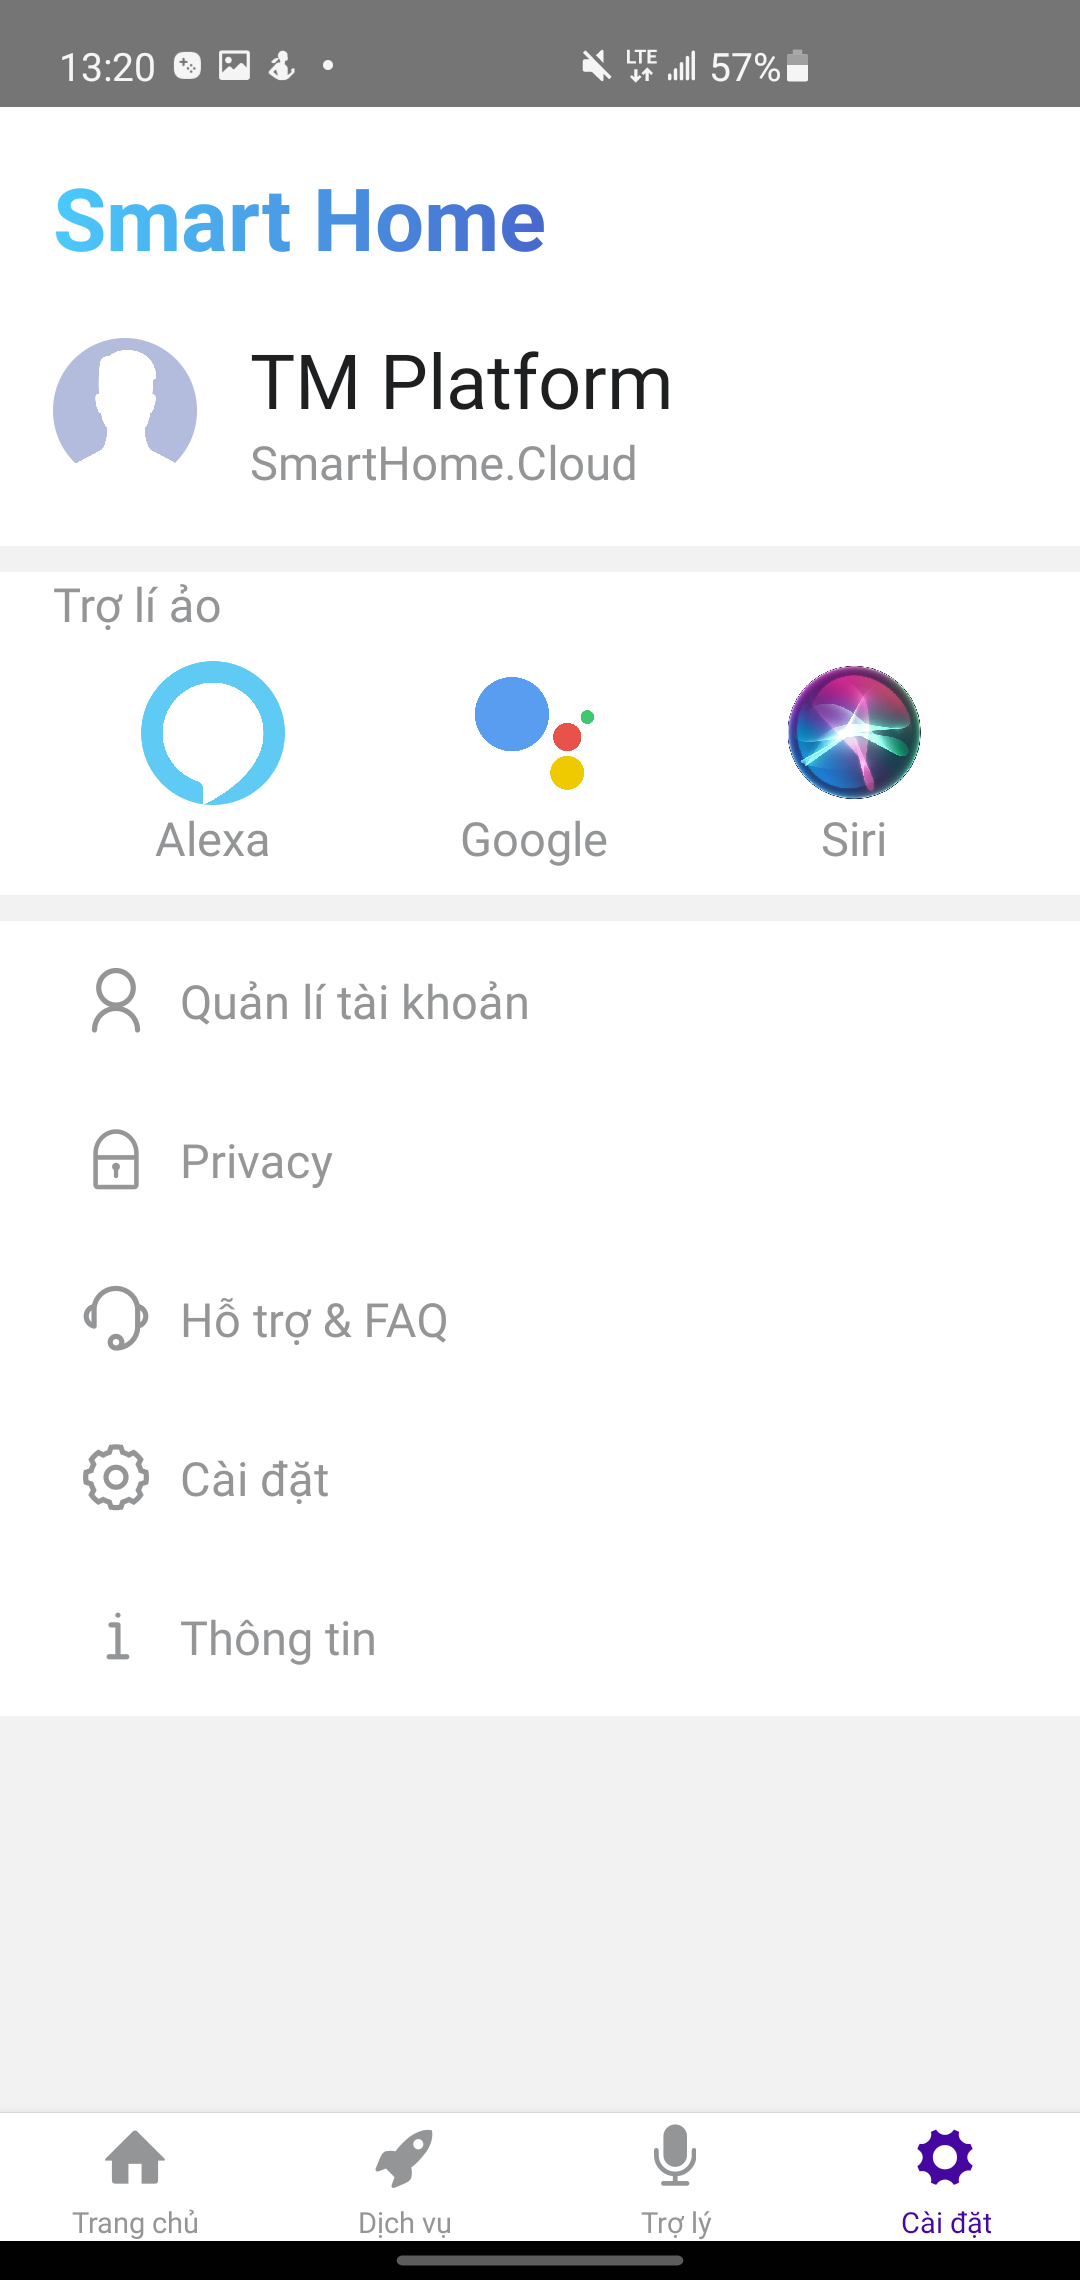 13:20
LTE
57%
Smart Home
TM Platform
SmartHome.Cloud
Trợ lí ảo
Alexa
Google
Siri
Quản lí tài khoản
Privacy
Hỗ trợ & FAQ
Cài đặt
Thông tin
Trang chủ
Dịch vụ
Trợ lý
Cài đặt